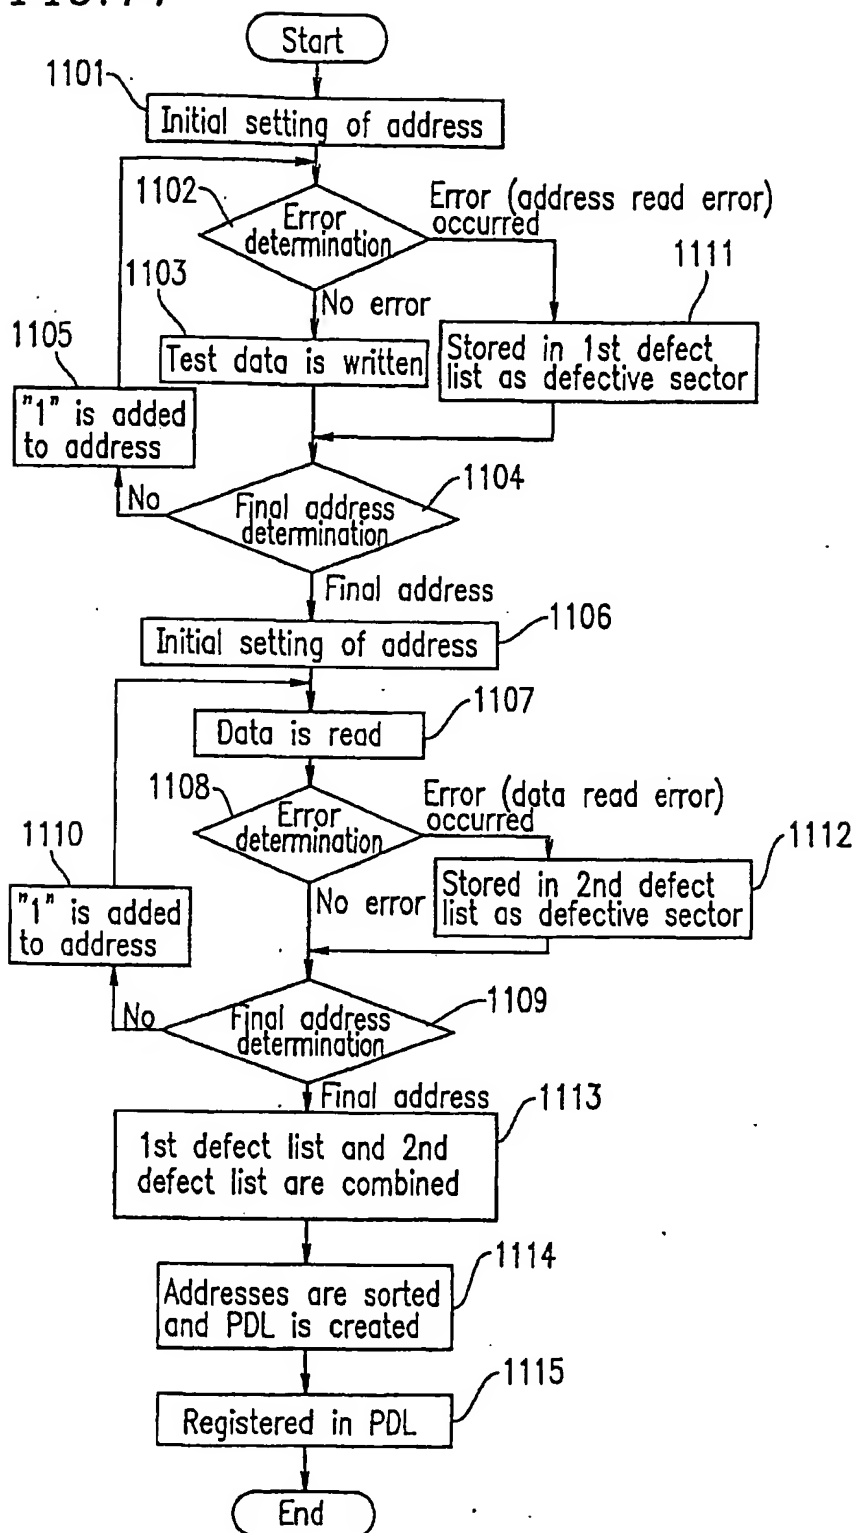 Start
1101
Initial setting of address
1102
Error
determination
Error (address read error)
occurred
1103
No error
1111
Test data is written
Stored in 1st defect
list as defective sector
1105
"1" is added
to address
1104
No
Final address
determination
Final address
1106
Initial setting of address
1107
Data is read
1108
Error
determination
Error (data read error)
occurred
1110
1112
"1" is added
to address
No error
Stored in 2nd defect
list as defective sector
1109
No
Final address
determination
Final address
1113
1st defect list and 2nd
defect list are combined
1114
Addresses are sorted
and PDL is created
1115
Registered in PDL
End